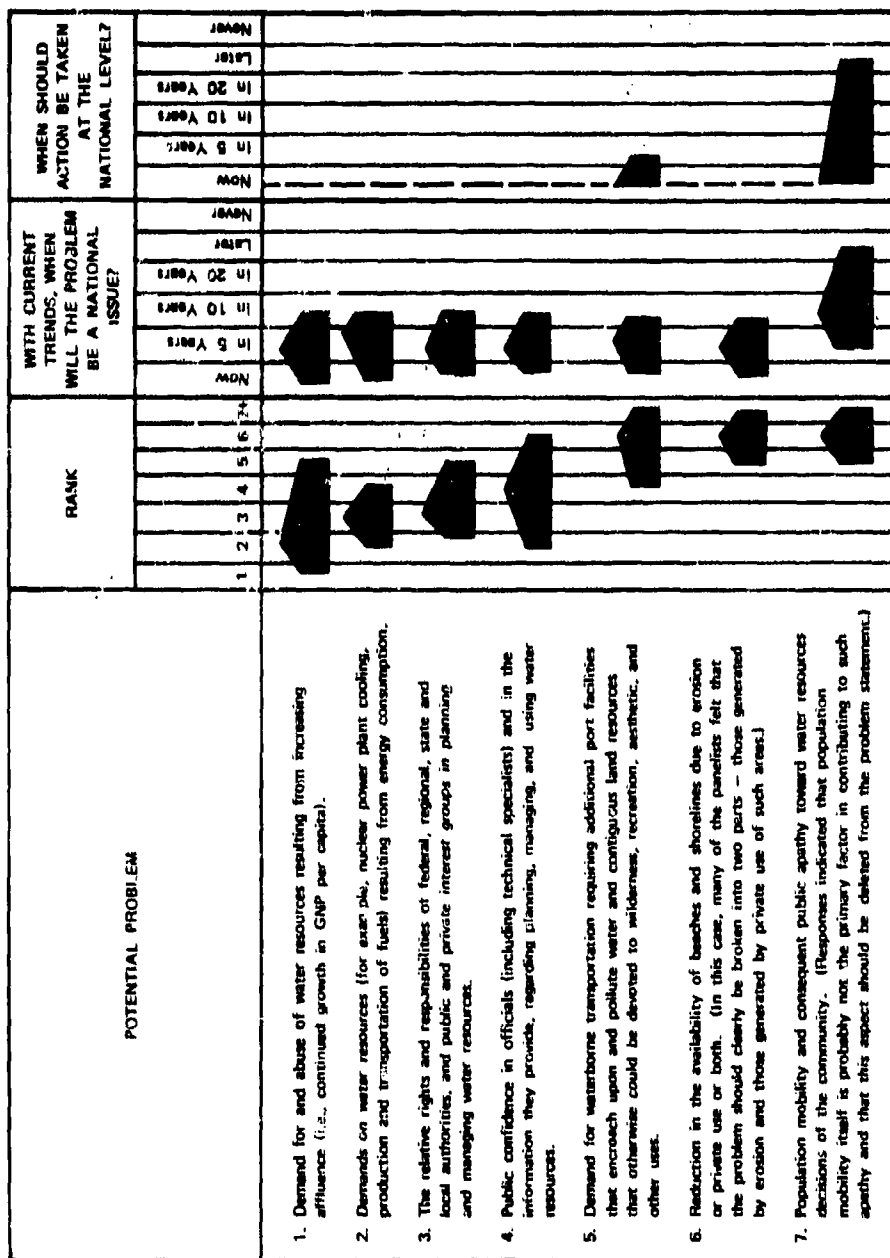 POTENTIAL PROBLEM
RANK
1 2 3 4 5 6 7+
WITH CURRENT
TRENDS, WHEN
WILL THE PROBLEM
BE A NATIONAL
ISSUE?
Now
In 5 Years
In 10 Years
In 20 Years
Later
Never
WHEN SHOULD
ACTION BE TAKEN
AT THE
NATIONAL LEVEL?
Now
In 5 Years
In 10 Years
In 20 Years
Later
Never
1. Demand for and abuse of water resources resulting from increasing
affluence (i.e., continued growth in GNP per capita).
2. Demands on water resources (for example, nuclear power plant cooling,
production and transportation of fuels) resulting from energy consumption.
3. The relative rights and responsibilities of federal, regional, state and
local authorities, and public and private interest groups in planning
and managing water resources.
4. Public confidence in officials (including technical specialists) and in the
information they provide, regarding planning, managing, and using water
resources.
5. Demand for waterborne transportation requiring additional port facilities
that encroach upon and pollute water and contiguous land resources
that otherwise could be devoted to wilderness, recreation, aesthetic, and
other uses.
6. Reduction in the availability of beaches and shorelines due to erosion
or private use or both. (In this case, many of the panelists felt that
the problem should clearly be broken into two parts — those generated
by erosion and those generated by private use of such areas.)
7. Population mobility and consequent public apathy toward water resources
decisions of the community. (Responses indicated that population
mobility itself is probably not the primary factor in contributing to such
apathy and that this aspect should be deleted from the problem statement.)